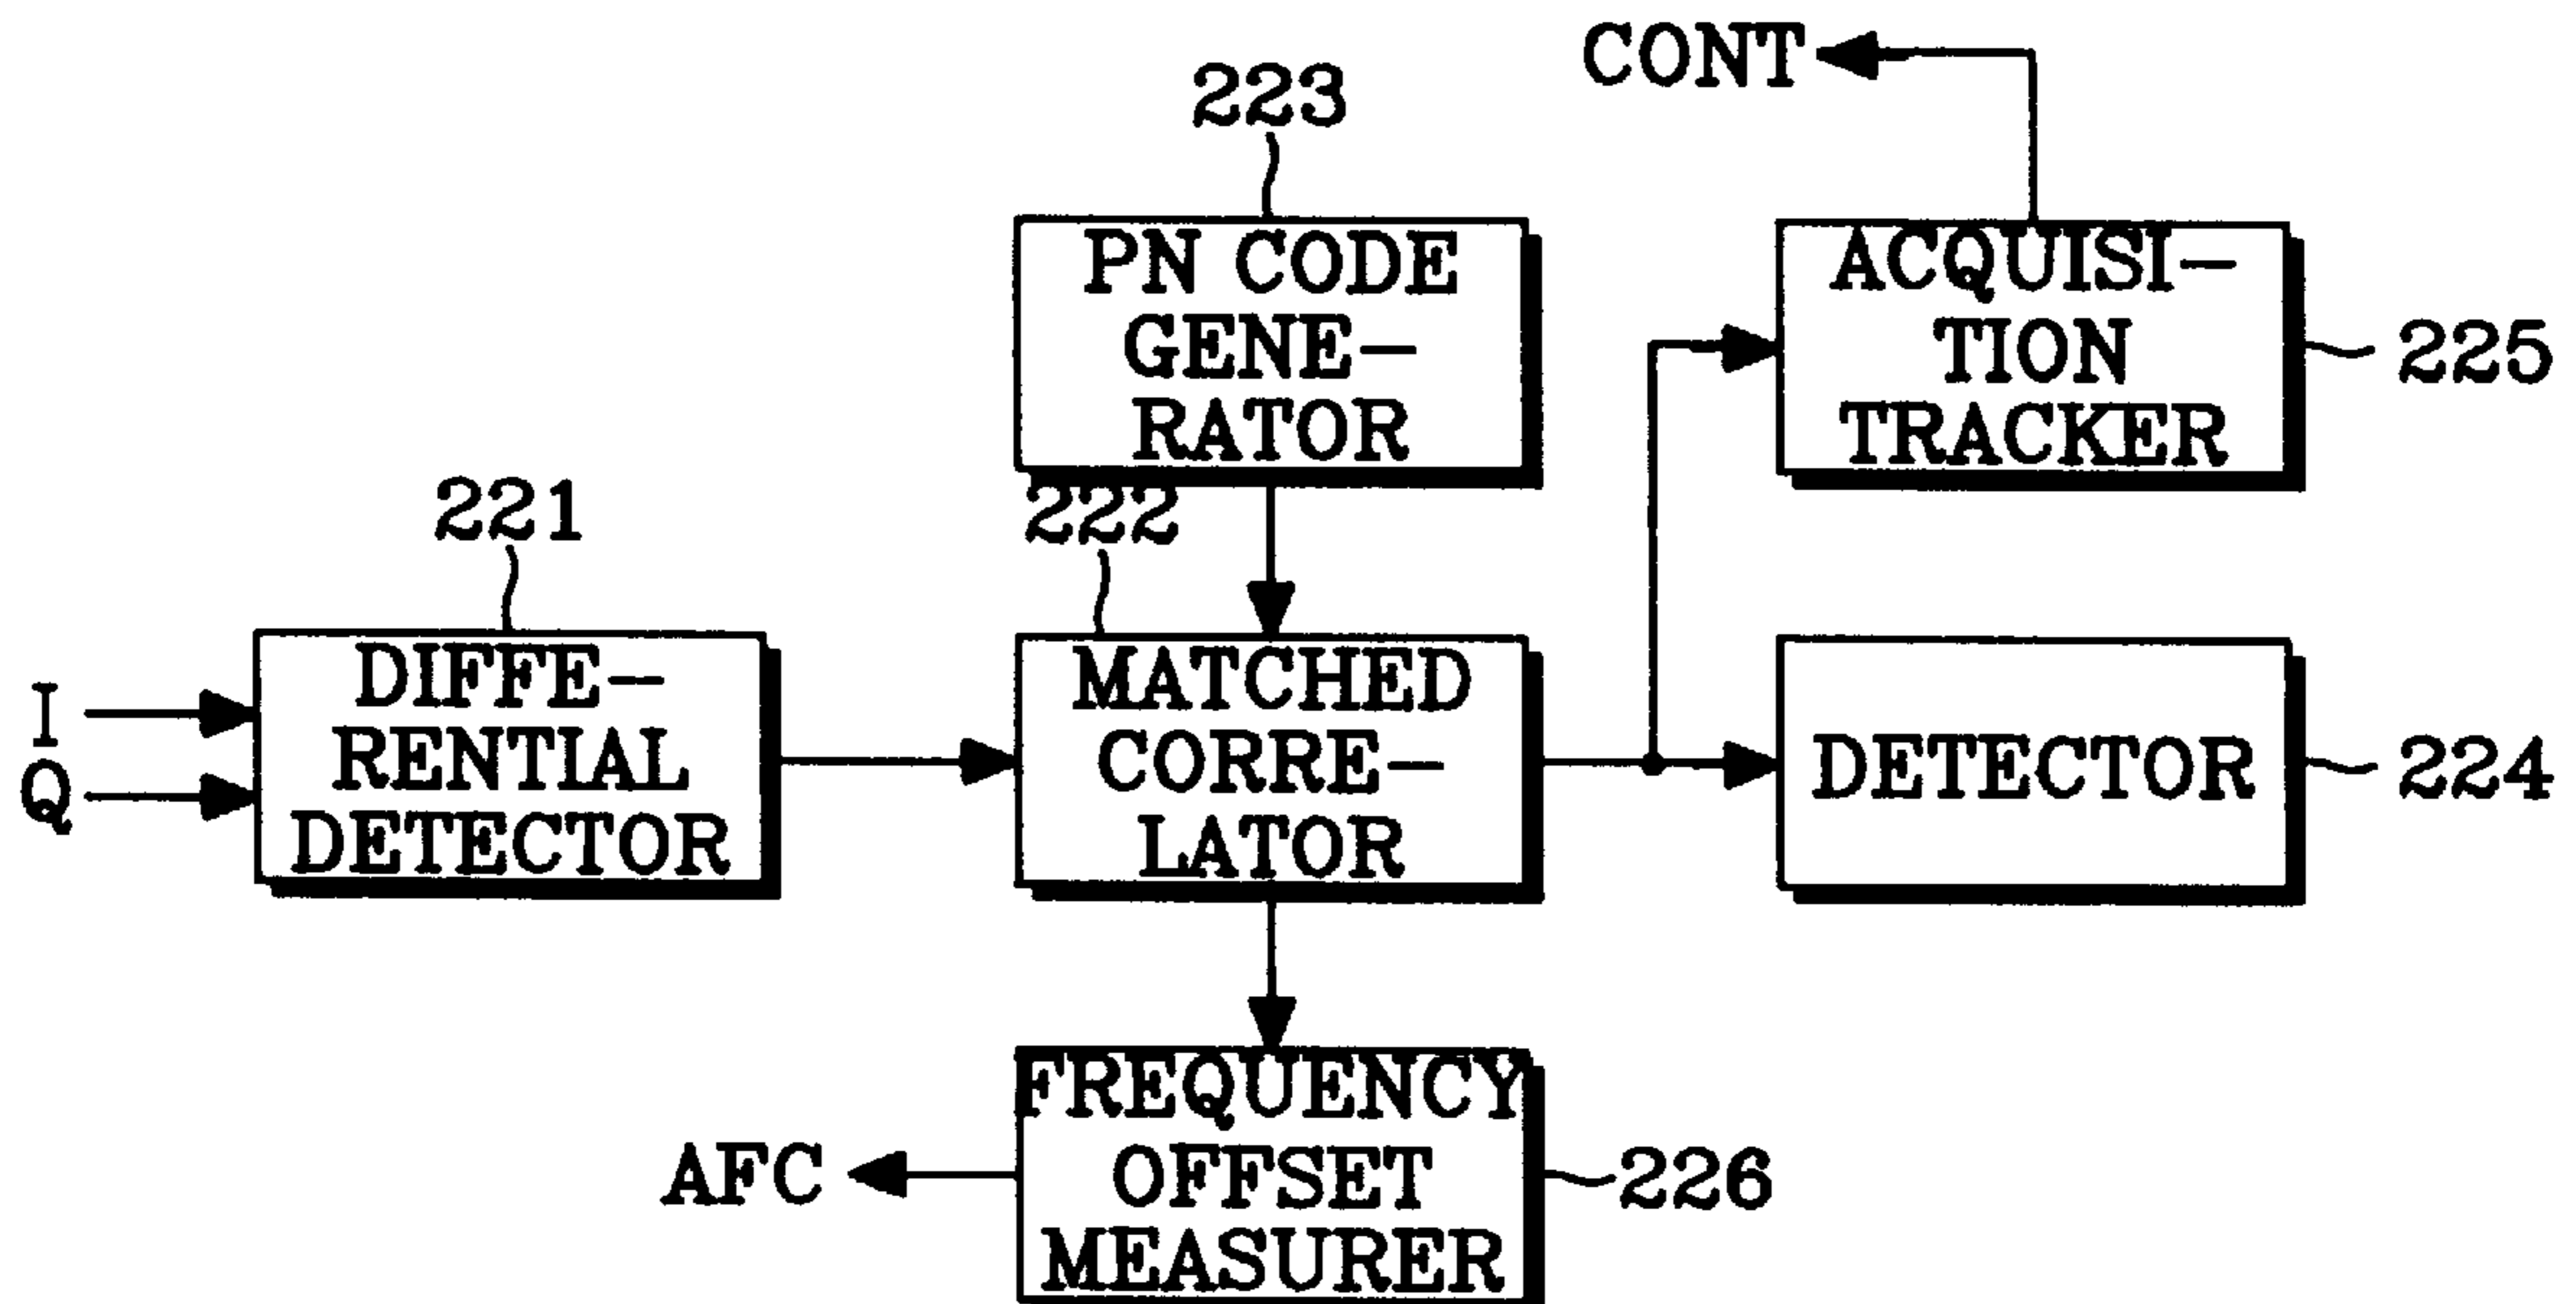 CONT
223
PN CODE
GENE-
RATOR
ACQUISI-
TION
TRACKER
225
221
222
I
Q
DIFFE-
RENTIAL
DETECTOR
MATCHED
CORRE-
LATOR
DETECTOR
224
FREQUENCY
OFFSET
MEASURER
AFC
226